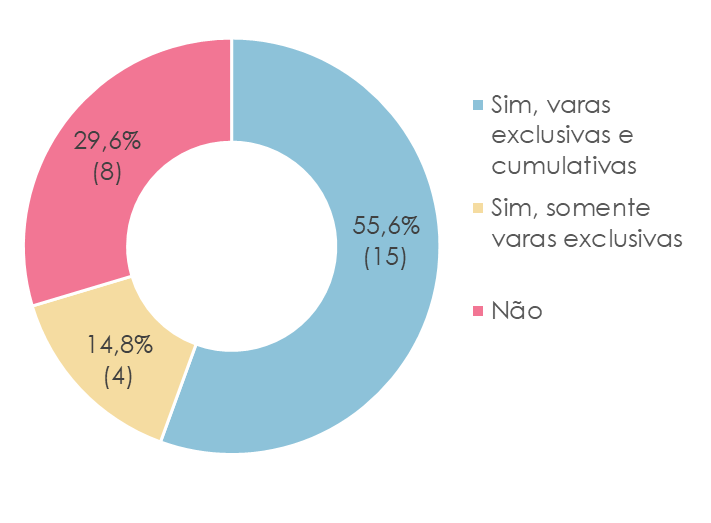 29,6%
(8)
55,6%
(15)
14,8%
(4)
Sim, varas
exclusivas e
cumulativas
Sim, somente
varas exclusivas
Não